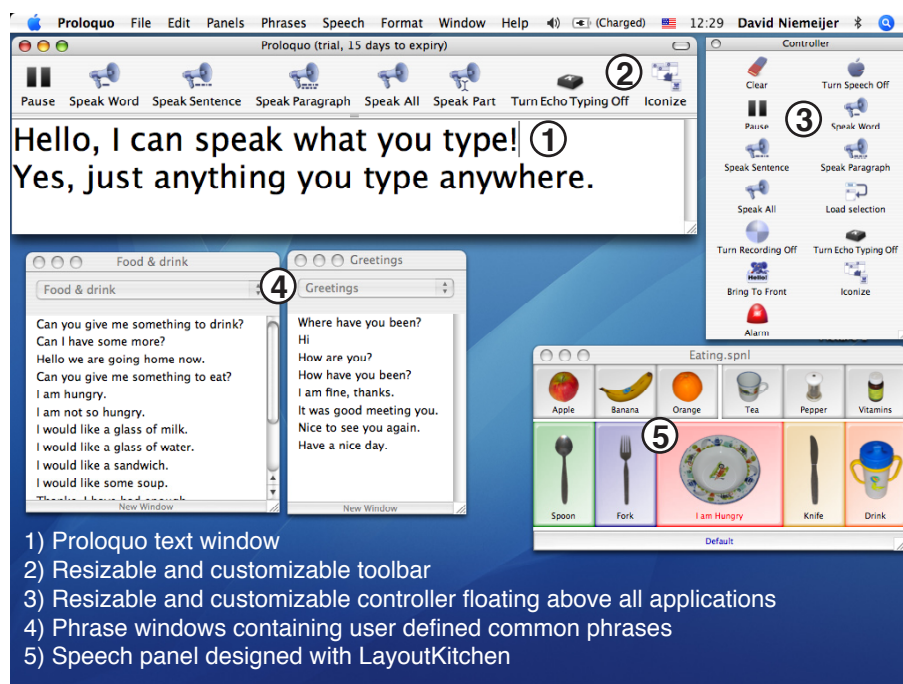 Proloquo File Edit Panels Phrases Speech Format Window Help (Charged) 12:29 David Niemeijer
Proloquo (trial, 15 days to expiry)
Pause Speak Word Speak Sentence Speak Paragraph Speak All Speak Part Turn Echo Typing Off Iconize
2
Hello, I can speak what you type! 1
Yes, just anything you type anywhere.
Controller
Clear Turn Speech Off
Pause 3 Speak Word
Speak Sentence Speak Paragraph
Speak All Load selection
Turn Recording Off Turn Echo Typing Off
Hello!
Bring To Front Iconize
Alarm
Food & drink
Food & drink
4
Can you give me something to drink?
Can I have some more?
Hello we are going home now.
Can you give me something to eat?
I am hungry.
I am not so hungry.
I would like a glass of milk.
I would like a glass of water.
I would like a sandwich.
I would like some soup.
Thanks, I have had enough.
New Window
Greetings
Greetings
Where have you been?
Hi
How are you?
How have you been?
I am fine, thanks.
It was good meeting you.
Nice to see you again.
Have a nice day.
New Window
Eating.spnl
Apple Banana Orange Tea Pepper Vitamins
5
Spoon Fork I am Hungry Knife Drink
Default
1) Proloquo text window
2) Resizable and customizable toolbar
3) Resizable and customizable controller floating above all applications
4) Phrase windows containing user defined common phrases
5) Speech panel designed with LayoutKitchen